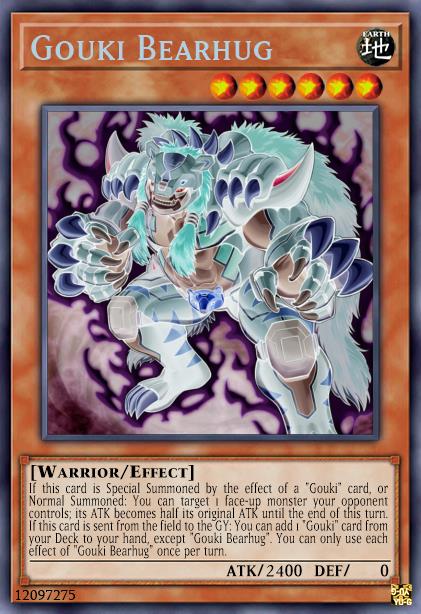 GOUKI BEARHUG
EARTH
地
[WARRIOR/EFFECT]
If this card is Special Summoned by the effect of a "Gouki" card, or
Normal Summoned: You can target 1 face-up monster your opponent
controls; its ATK becomes half its original ATK until the end of this turn.
If this card is sent from the field to the GY: You can add 1 "Gouki" card from
your Deck to your hand, except "Gouki Bearhug". You can only use each
effect of "Gouki Bearhug" once per turn.
ATK/2400 DEF/ 0
12097275